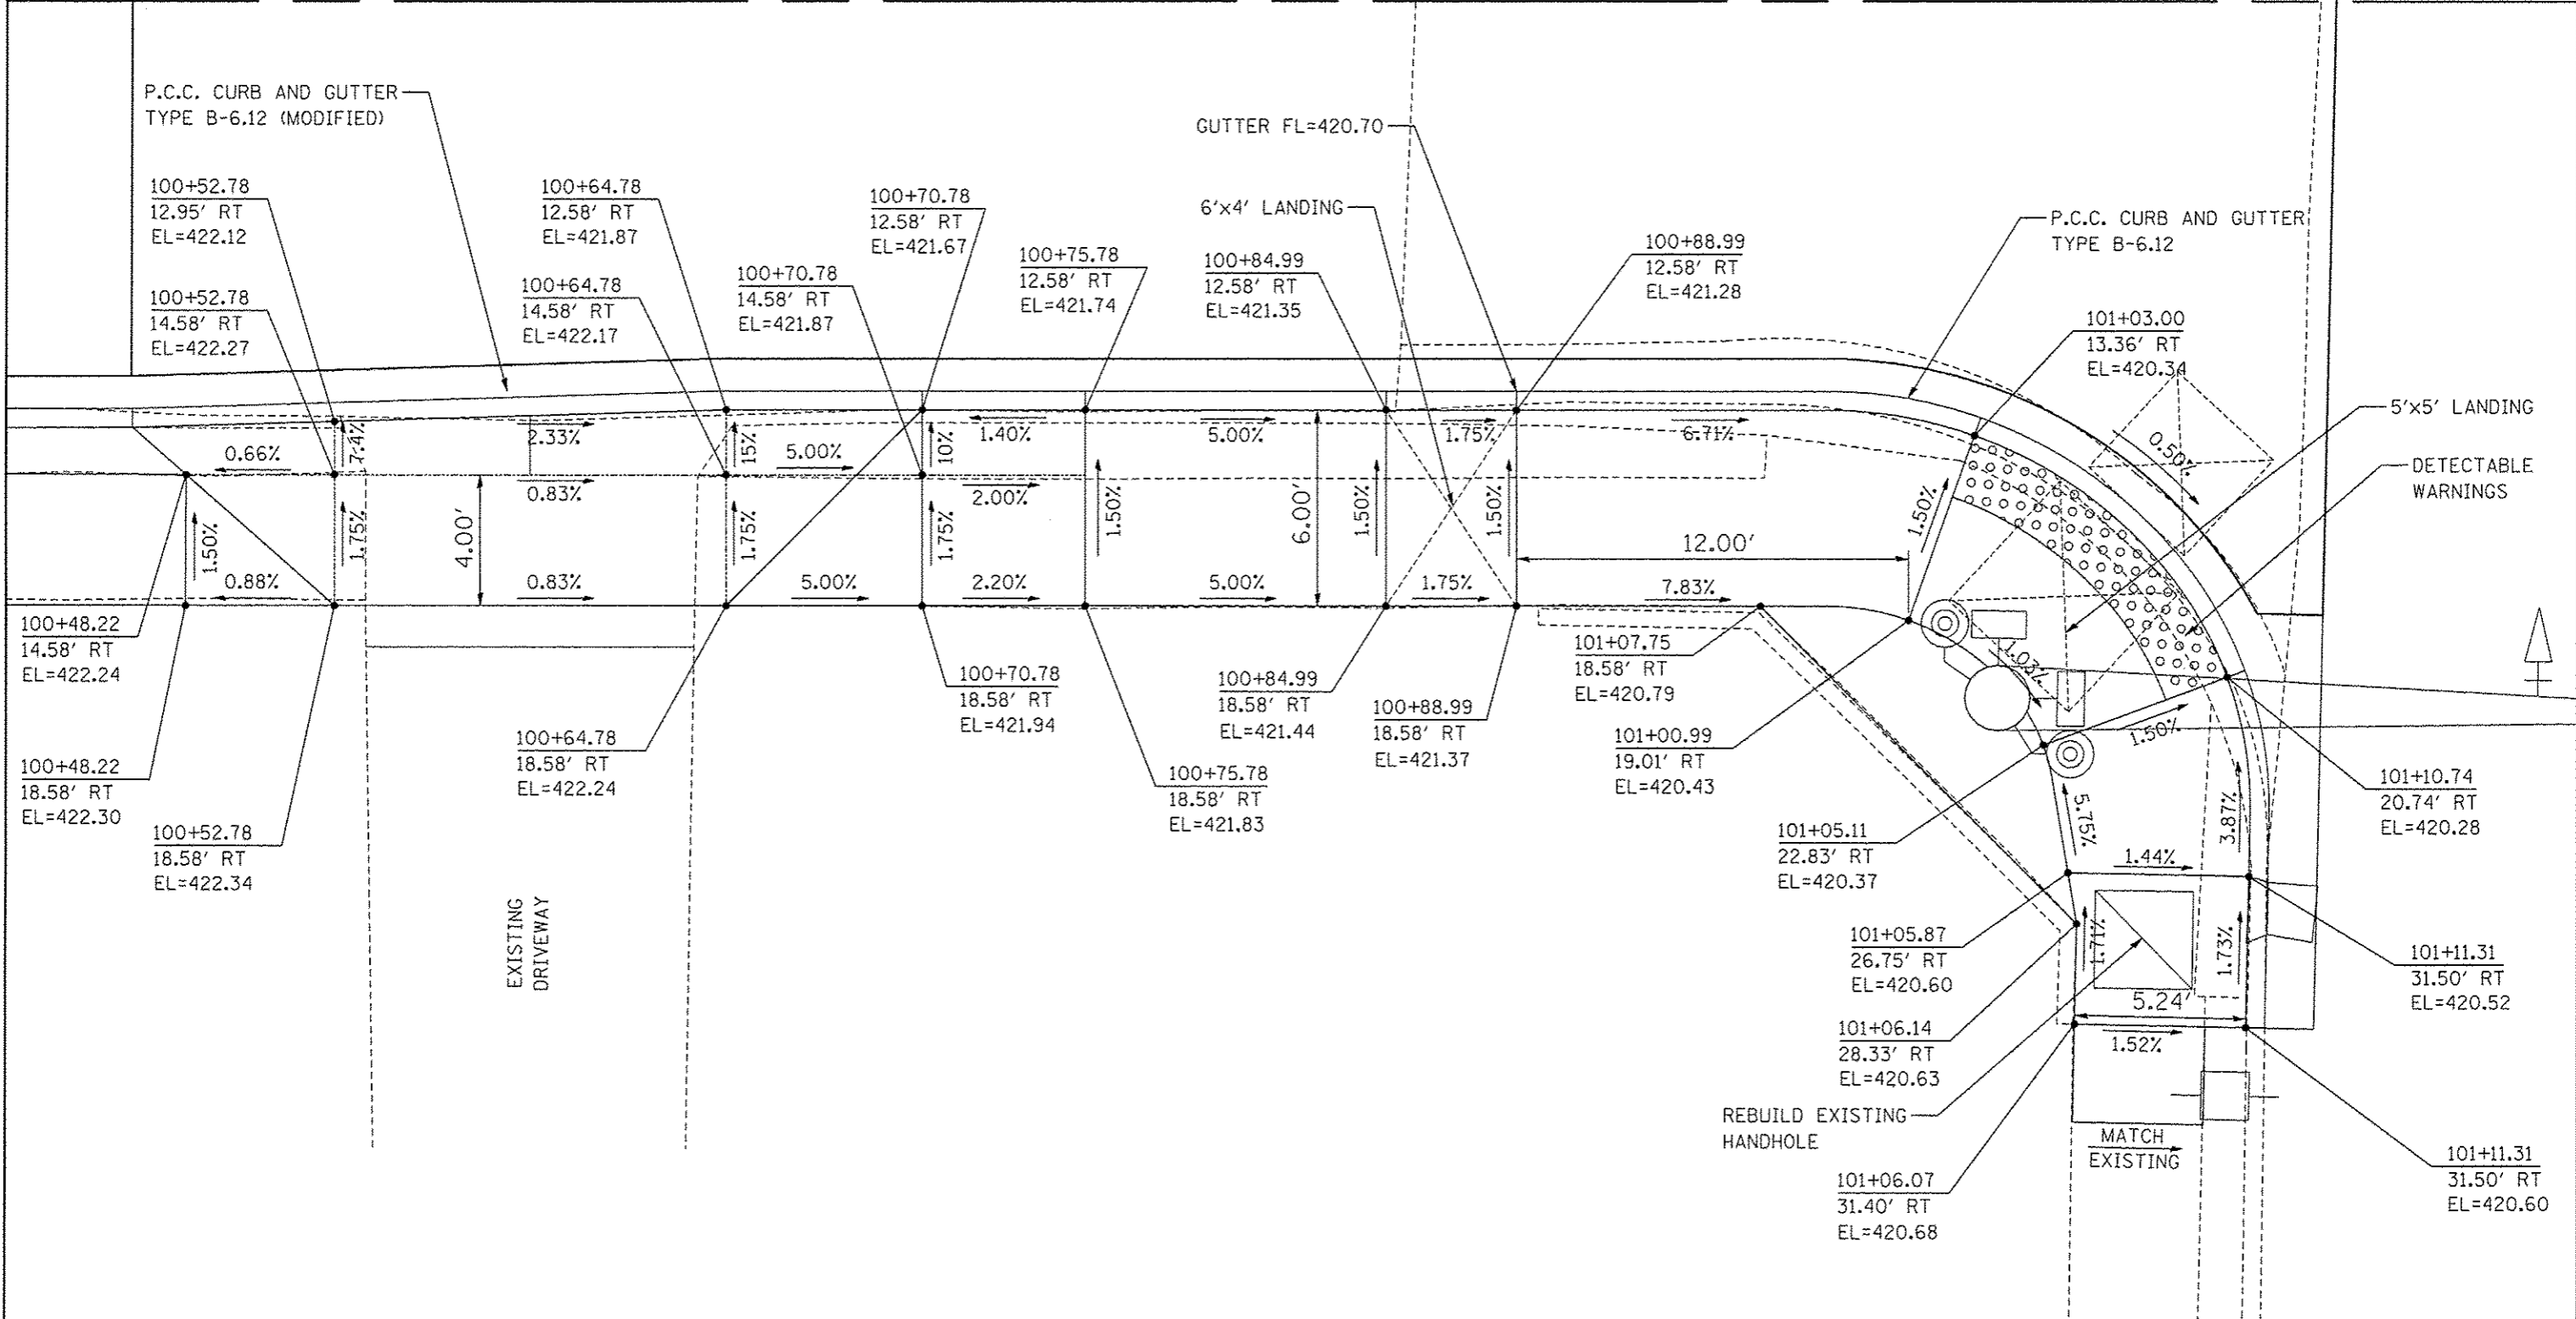 P.C.C. CURB AND GUTTER
TYPE B-6.12 (MODIFIED)
GUTTER FL=420.70
6'x4' LANDING
P.C.C. CURB AND GUTTER
TYPE B-6.12
5'x5' LANDING
DETECTABLE
WARNINGS
100+52.78
12.95' RT
EL=422.12
100+52.78
14.58' RT
EL=422.27
100+64.78
12.58' RT
EL=421.87
100+64.78
14.58' RT
EL=422.17
100+70.78
14.58' RT
EL=421.87
100+70.78
12.58' RT
EL=421.67
100+75.78
12.58' RT
EL=421.74
100+84.99
12.58' RT
EL=421.35
100+88.99
12.58' RT
EL=421.28
101+03.00
13.36' RT
EL=420.34
0.66%
7.4%
2.33%
15%
5.00%
10%
1.40%
5.00%
1.75%
6.71%
0.50%
0.83%
2.00%
1.50%
1.75%
4.00'
1.75%
1.75%
1.50%
6.00'
1.50%
1.50%
12.00'
1.50%
0.88%
0.83%
5.00%
2.20%
5.00%
1.75%
7.83%
1.03%
1.50%
5.75%
3.87%
1.44%
1.71%
1.73%
5.24'
1.52%
100+48.22
14.58' RT
EL=422.24
100+48.22
18.58' RT
EL=422.30
100+52.78
18.58' RT
EL=422.34
100+64.78
18.58' RT
EL=422.24
100+70.78
18.58' RT
EL=421.94
100+75.78
18.58' RT
EL=421.83
100+84.99
18.58' RT
EL=421.44
100+88.99
18.58' RT
EL=421.37
101+07.75
18.58' RT
EL=420.79
101+00.99
19.01' RT
EL=420.43
101+05.11
22.83' RT
EL=420.37
101+05.87
26.75' RT
EL=420.60
101+06.14
28.33' RT
EL=420.63
101+10.74
20.74' RT
EL=420.28
101+11.31
31.50' RT
EL=420.52
EXISTING
DRIVEWAY
REBUILD EXISTING
HANDHOLE
MATCH
EXISTING
101+06.07
31.40' RT
EL=420.68
101+11.31
31.50' RT
EL=420.60